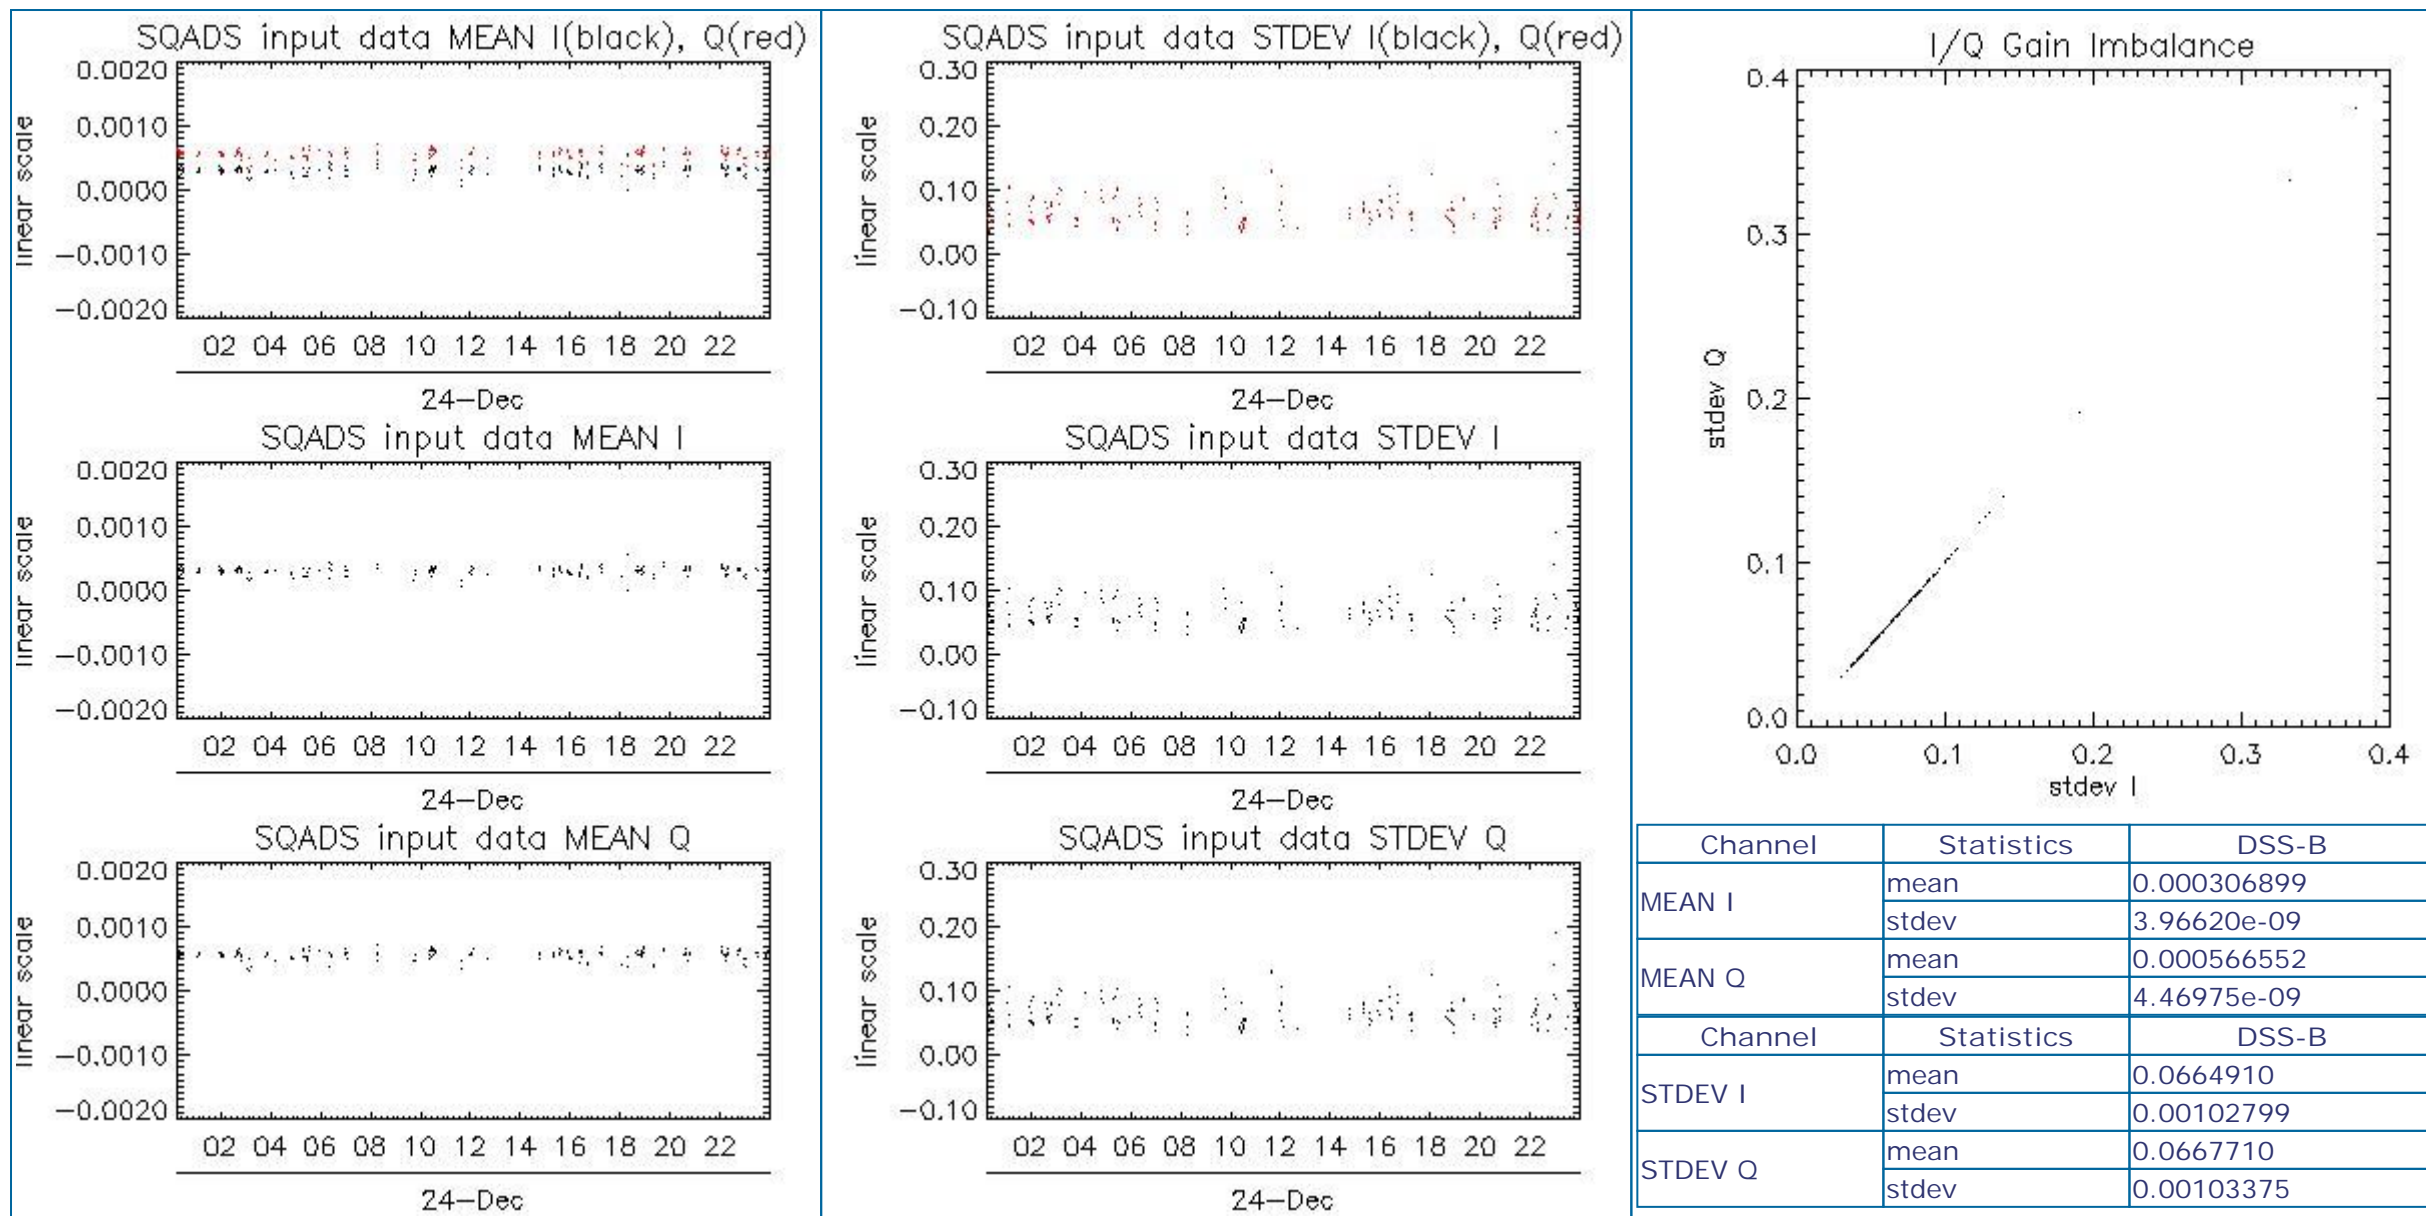 SQADS input data MEAN I(black), Q(red)
linear scale
0.0020
0.0010
0.0000
−0.0010
−0.0020
02 04 06 08 10 12 14 16 18 20 22
24−Dec
SQADS input data MEAN I
linear scale
0.0020
0.0010
0.0000
−0.0010
−0.0020
02 04 06 08 10 12 14 16 18 20 22
24−Dec
SQADS input data MEAN Q
linear scale
0.0020
0.0010
0.0000
−0.0010
−0.0020
02 04 06 08 10 12 14 16 18 20 22
24−Dec
SQADS input data STDEV I(black), Q(red)
linear scale
0.30
0.20
0.10
0.00
−0.10
02 04 06 08 10 12 14 16 18 20 22
24−Dec
SQADS input data STDEV I
linear scale
0.30
0.20
0.10
0.00
−0.10
02 04 06 08 10 12 14 16 18 20 22
24−Dec
SQADS input data STDEV Q
linear scale
0.30
0.20
0.10
0.00
−0.10
02 04 06 08 10 12 14 16 18 20 22
24−Dec
I/Q Gain Imbalance
stdev Q
0.4
0.3
0.2
0.1
0.0
0.0 0.1 0.2 0.3 0.4
stdev I
Channel Statistics DSS-B
MEAN I mean 0.000306899
stdev 3.96620e-09
MEAN Q mean 0.000566552
stdev 4.46975e-09
Channel Statistics DSS-B
STDEV I mean 0.0664910
stdev 0.00102799
STDEV Q mean 0.0667710
stdev 0.00103375